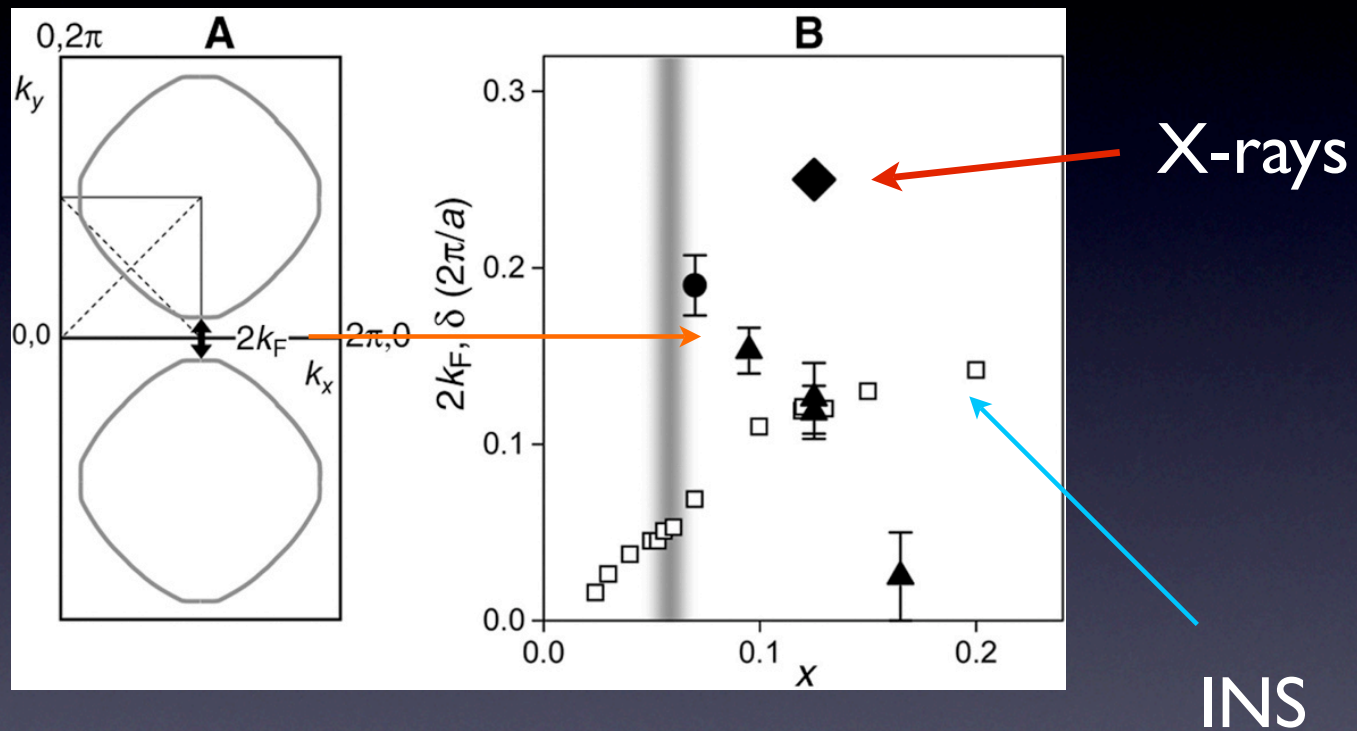 0,2π
A
k_y
0,0
2k_F
2π,0
k_x
B
2k_F, δ (2π/a)
0.3
0.2
0.1
0.0
0.0
0.1
0.2
x
X-rays
INS